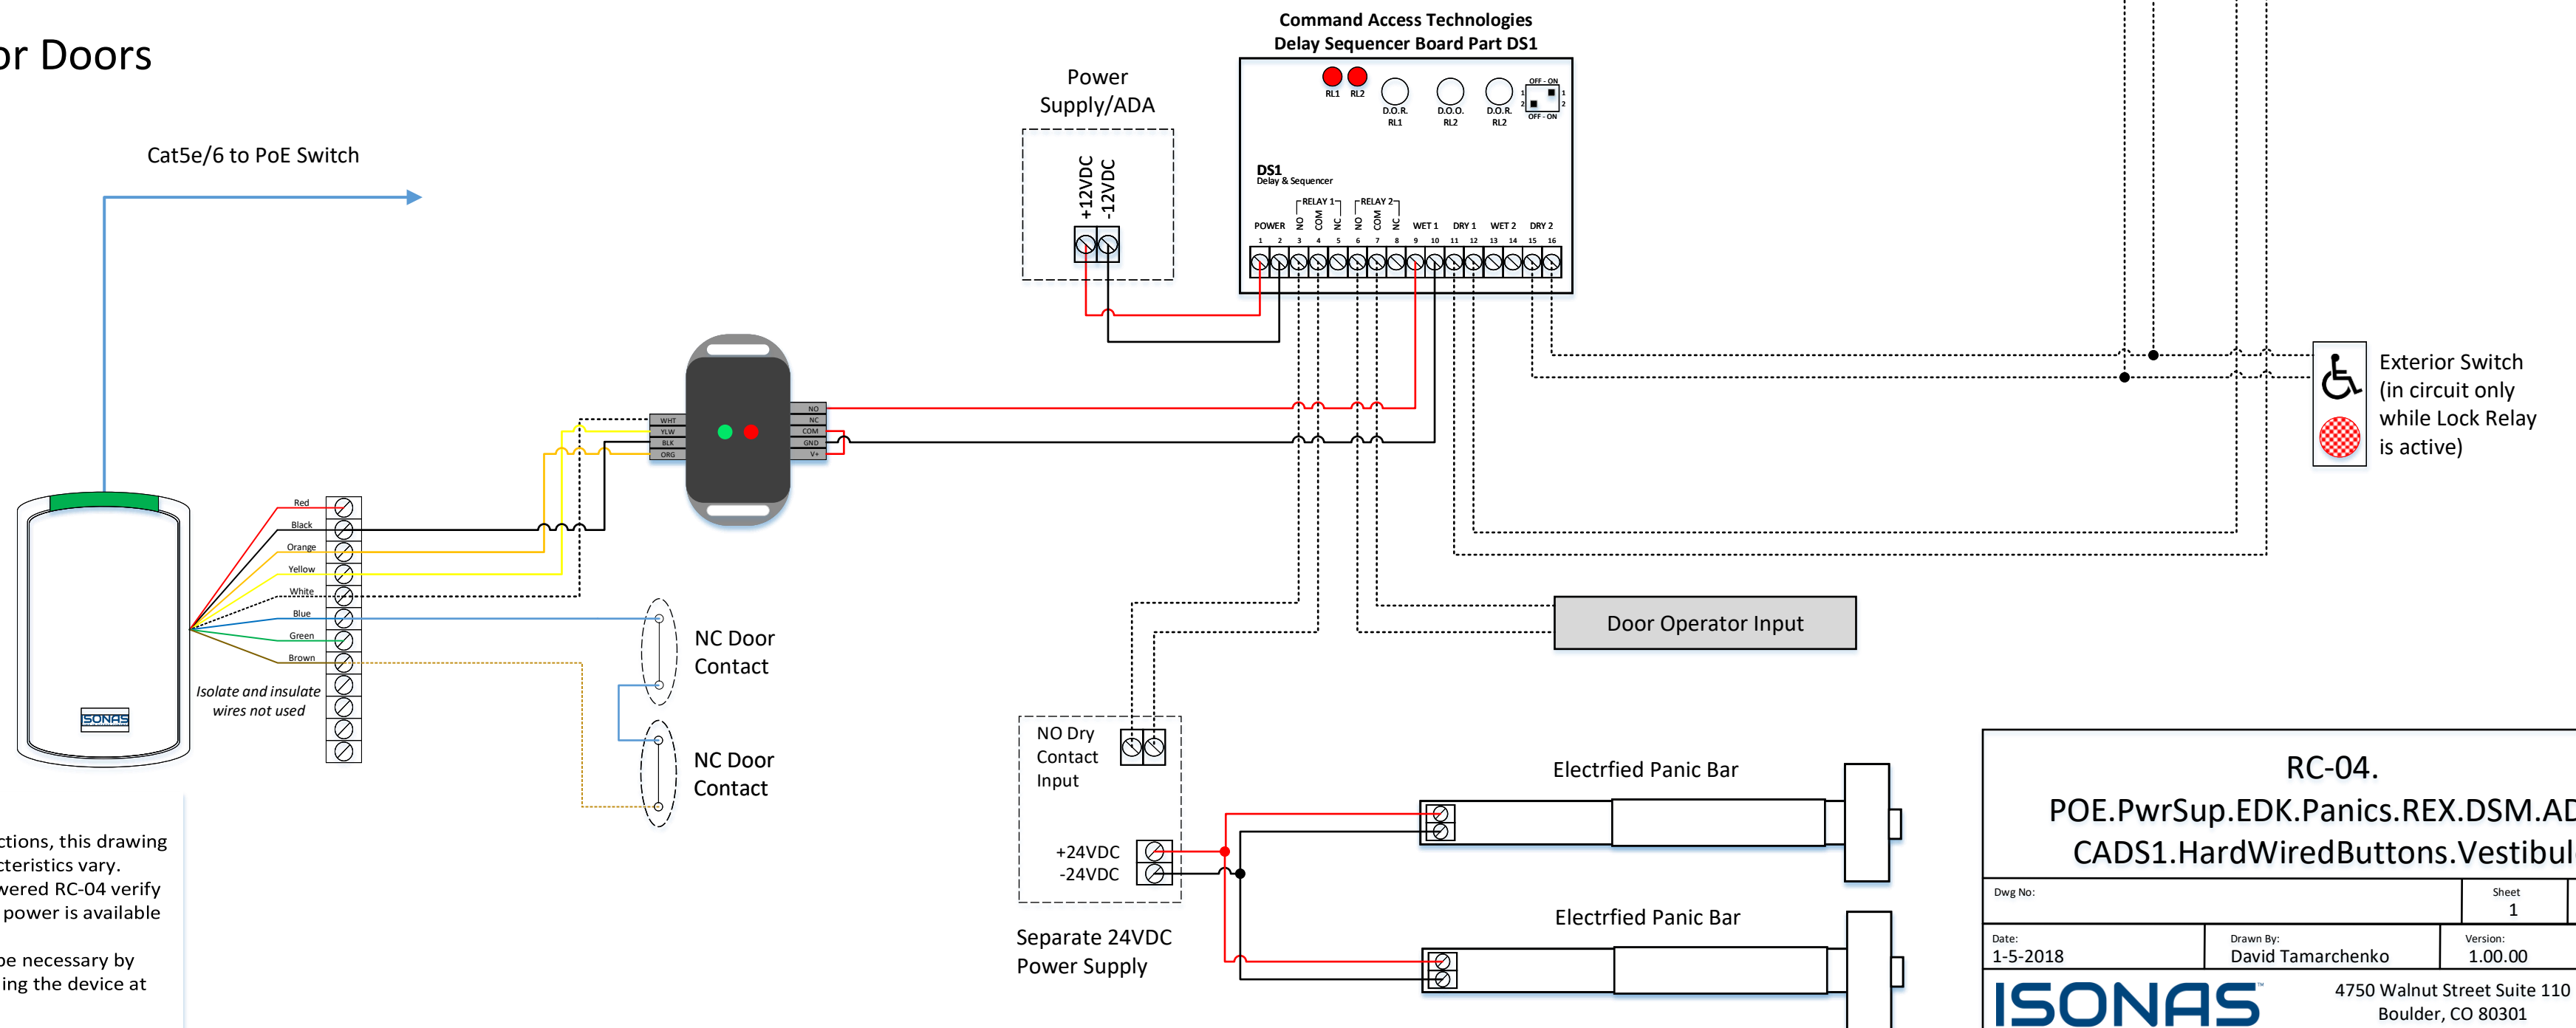 or Doors
Cat5e/6 to PoE Switch
Command Access Technologies
Delay Sequencer Board Part DS1
Power
Supply/ADA
+12VDC
-12VDC
RL1
RL2
D.O.R.
RL1
D.O.O.
RL2
D.O.R.
RL2
OFF - ON
1 1
2 2
OFF - ON
DS1
Delay & Sequencer
RELAY 1
RELAY 2
POWER NO COM NC NO COM NC WET 1 DRY 1 WET 2 DRY 2
1 2 3 4 5 6 7 8 9 10 11 12 13 14 15 16
WHT
YLW
BLK
ORG
NO
NC
COM
GND
V+
Exterior Switch
(in circuit only
while Lock Relay
is active)
Red
Black
Orange
Yellow
White
Blue
Green
Brown
Isolate and insulate
wires not used
ISONAS
NC Door
Contact
NC Door
Contact
Door Operator Input
NO Dry
Contact
Input
+24VDC
-24VDC
Separate 24VDC
Power Supply
Electrfied Panic Bar
Electrfied Panic Bar
ctions, this drawing
cteristics vary.
wered RC-04 verify
power is available
be necessary by
ing the device at
RC-04.
POE.PwrSup.EDK.Panics.REX.DSM.AD
CADS1.HardWiredButtons.Vestibul
Dwg No:
Sheet
1
Date:
1-5-2018
Drawn By:
David Tamarchenko
Version:
1.00.00
ISONAS™
4750 Walnut Street Suite 110
Boulder, CO 80301